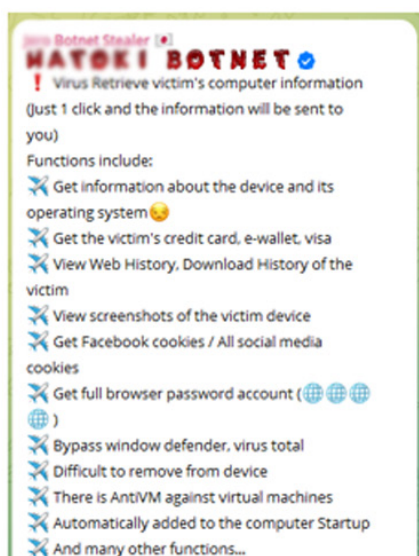 Botnet Stealer [🇯🇵]
HATOKI BOTNET
❗ Virus Retrieve victim's computer information
(Just 1 click and the information will be sent to
you)
Functions include:
✈️ Get information about the device and its
operating system😔
✈️ Get the victim's credit card, e-wallet, visa
✈️ View Web History, Download History of the
victim
✈️ View screenshots of the victim device
✈️ Get Facebook cookies / All social media
cookies
✈️ Get full browser password account (🌐🌐🌐
🌐)
✈️ Bypass window defender, virus total
✈️ Difficult to remove from device
✈️ There is AntiVM against virtual machines
✈️ Automatically added to the computer Startup
✈️ And many other functions...